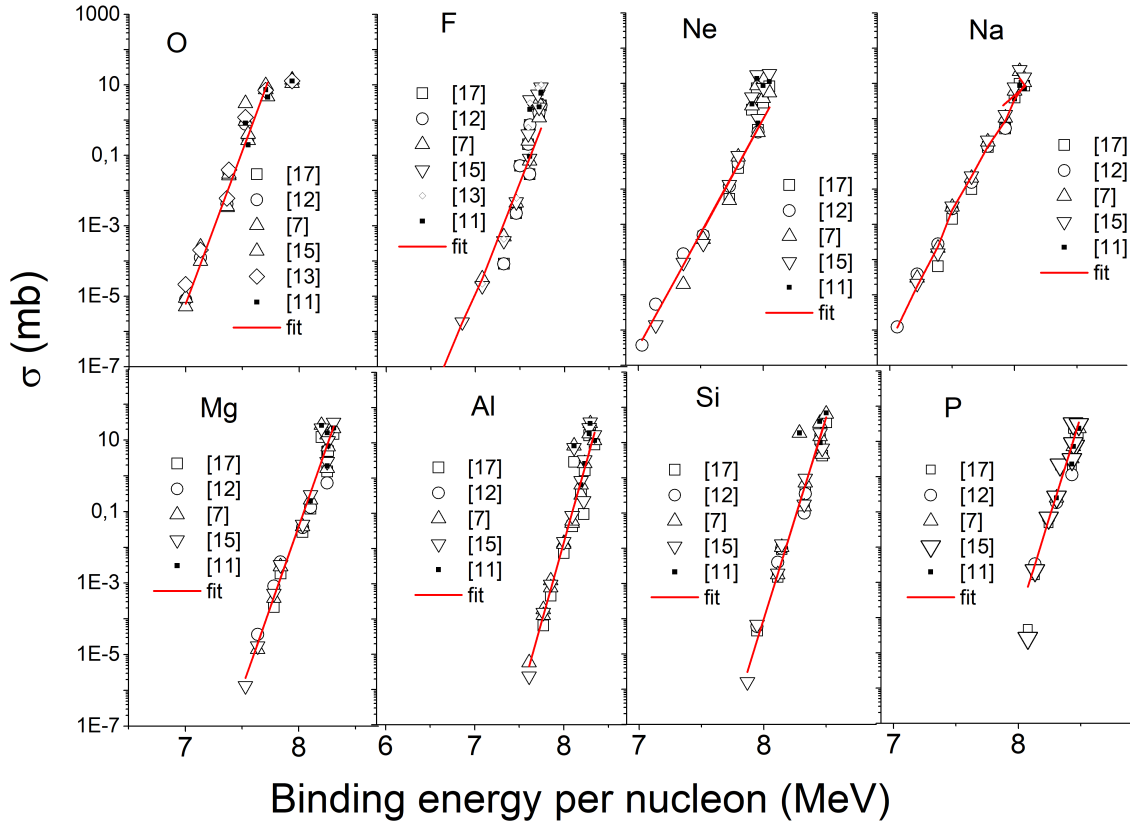 O
F
Ne
Na
1000
10
0,1
1E-3
1E-5
1E-7
[17]
[12]
[7]
[15]
[13]
[11]
fit
[17]
[12]
[7]
[15]
[13]
[11]
fit
[17]
[12]
[7]
[15]
[11]
fit
[17]
[12]
[7]
[15]
[11]
fit
σ (mb)
Mg
Al
Si
P
10
0,1
1E-3
1E-5
1E-7
[17]
[12]
[7]
[15]
[11]
fit
[17]
[12]
[7]
[15]
[11]
fit
[17]
[12]
[7]
[15]
[11]
fit
[17]
[12]
[7]
[15]
[11]
fit
7 8 6 7 8 7 8 7 8
Binding energy per nucleon (MeV)